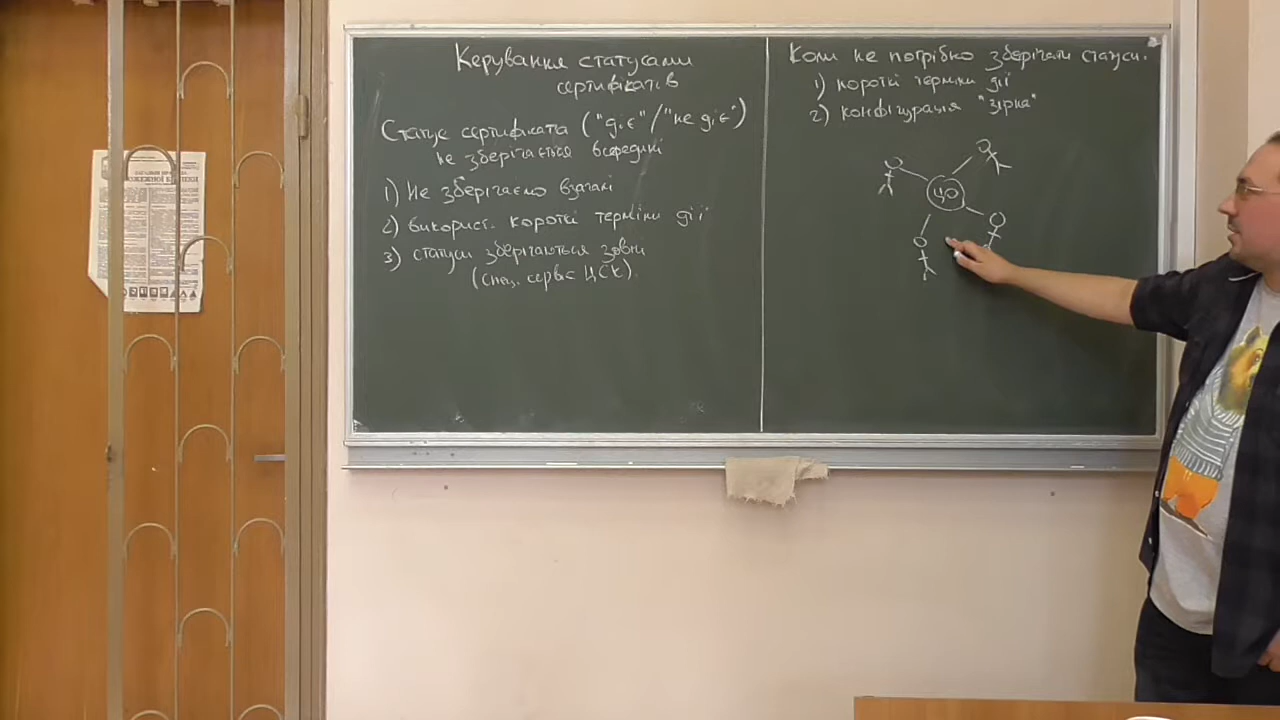 Керування статусами
сертифікатів
Статус сертифіката ("діє"/"не діє")
не зберігається всередині
1) Не зберігаємо взагалі
2) використ. короткі терміни дії
3) статуси зберігаються зовні
(спец. сервіс ЦСК).
Коли не потрібно зберігати статуси.
1) короткі терміни дії
2) конфігурація "зірка"
ЦО